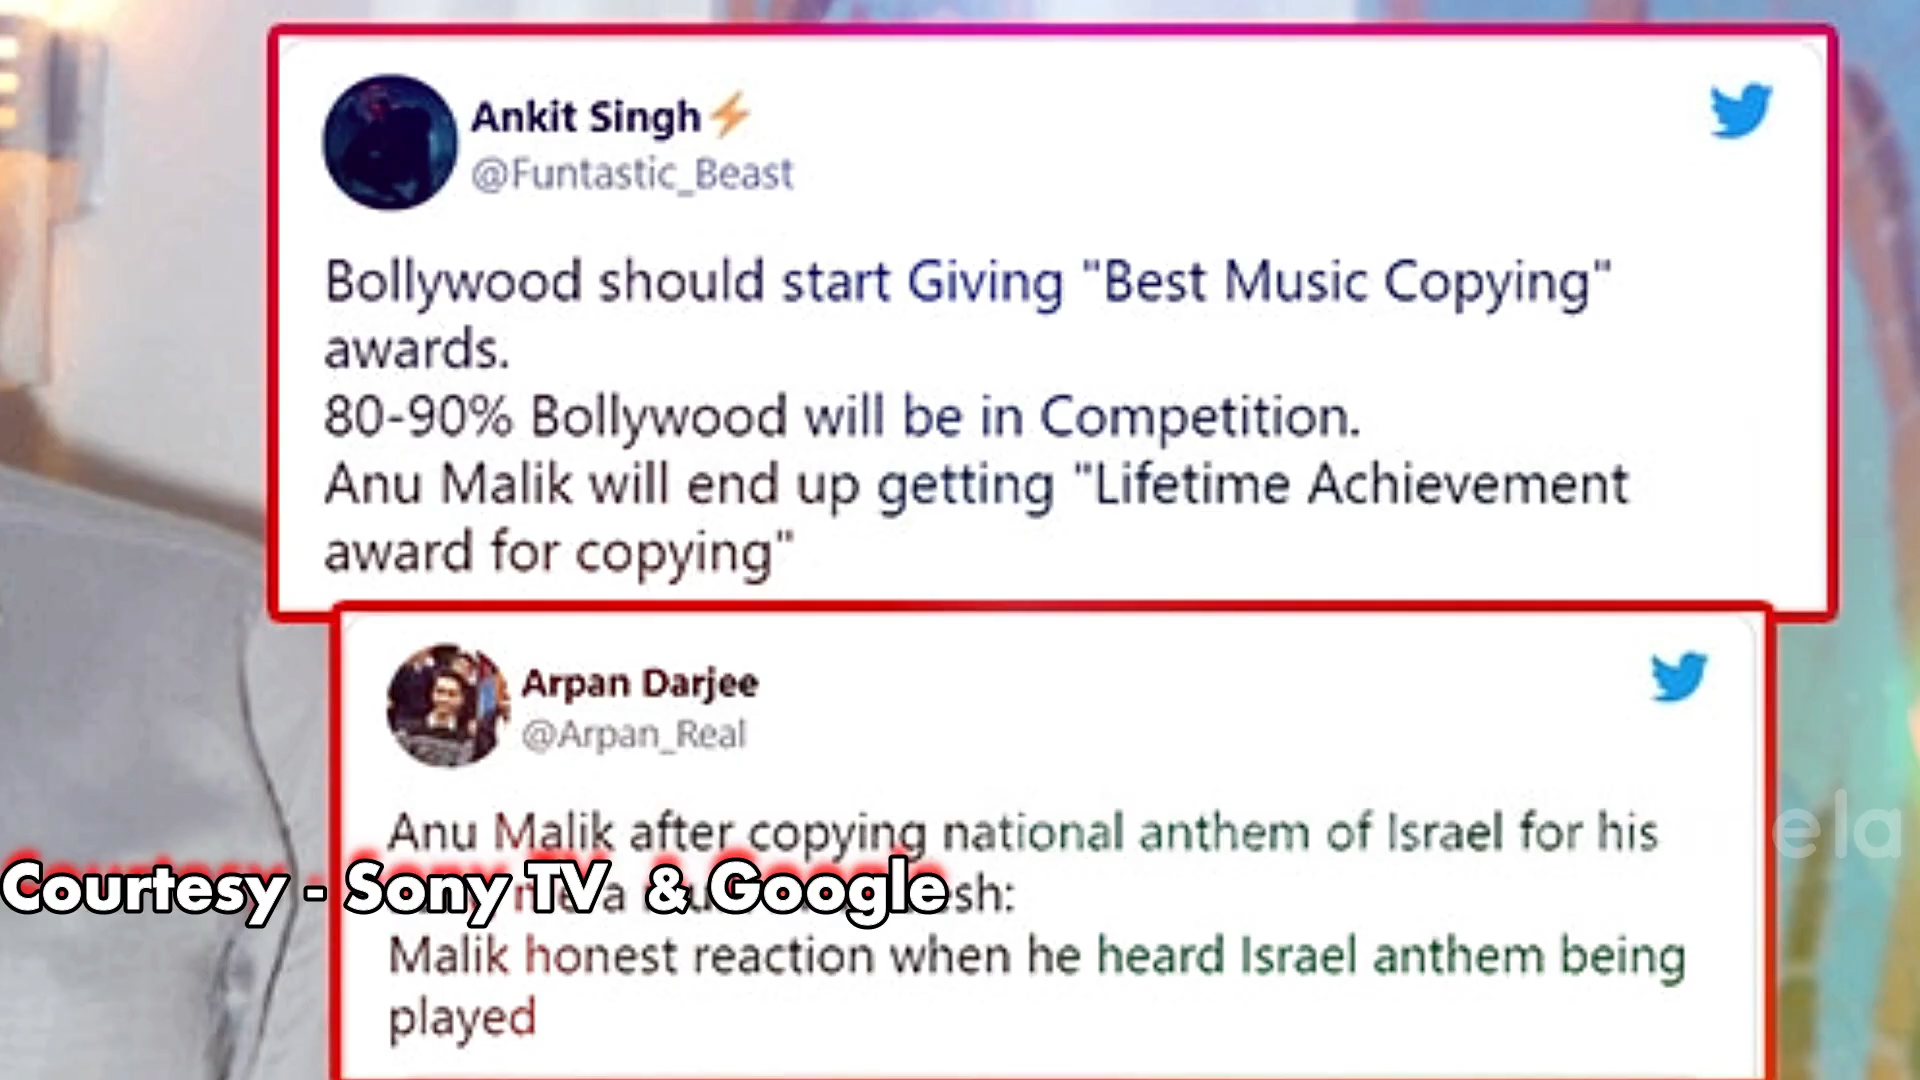 Ankit Singh⚡
@Funtastic_Beast
Bollywood should start Giving "Best Music Copying"
awards.
80-90% Bollywood will be in Competition.
Anu Malik will end up getting "Lifetime Achievement
award for copying"
Arpan Darjee
@Arpan_Real
Anu Malik after copying national anthem of Israel for his
Courtesy - Sony TV & Google
Malik honest reaction when he heard Israel anthem being
played
ela